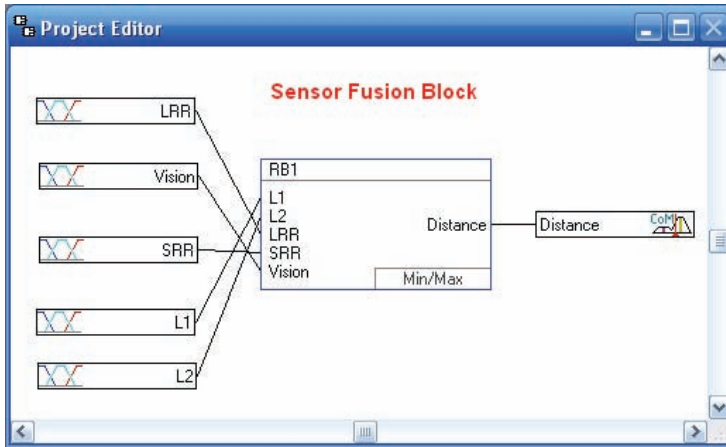 Project Editor
Sensor Fusion Block
LRR
Vision
SRR
L1
L2
RB1
L1
L2
LRR
SRR
Vision
Distance
Min/Max
Distance
CoM